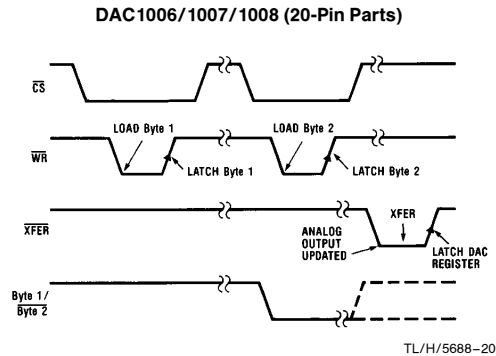 DAC1006/1007/1008 (20-Pin Parts)
CS
LOAD Byte 1
LOAD Byte 2
WR
LATCH Byte 1
LATCH Byte 2
XFER
XFER
ANALOG
OUTPUT
UPDATED
LATCH DAC
REGISTER
Byte 1/
Byte 2
TL/H/5688–20